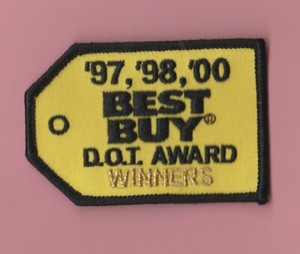 '97, '98, '00
BEST
BUY®
D.O.T. AWARD
WINNERS